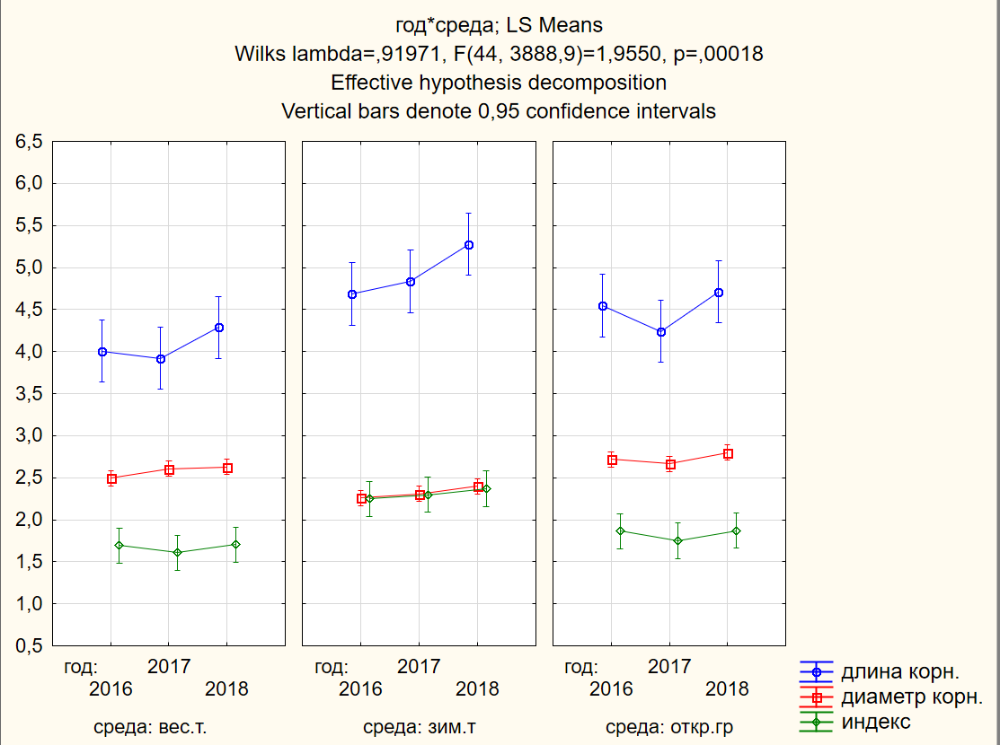 год*среда; LS Means
Wilks lambda=,91971, F(44, 3888,9)=1,9550, p=,00018
Effective hypothesis decomposition
Vertical bars denote 0,95 confidence intervals
6,5
6,0
5,5
5,0
4,5
4,0
3,5
3,0
2,5
2,0
1,5
1,0
0,5
год: 2017
2016 2018
среда: вес.т.
год: 2017
2016 2018
среда: зим.т
год: 2017
2016 2018
среда: откр.гр
длина корн.
диаметр корн.
индекс